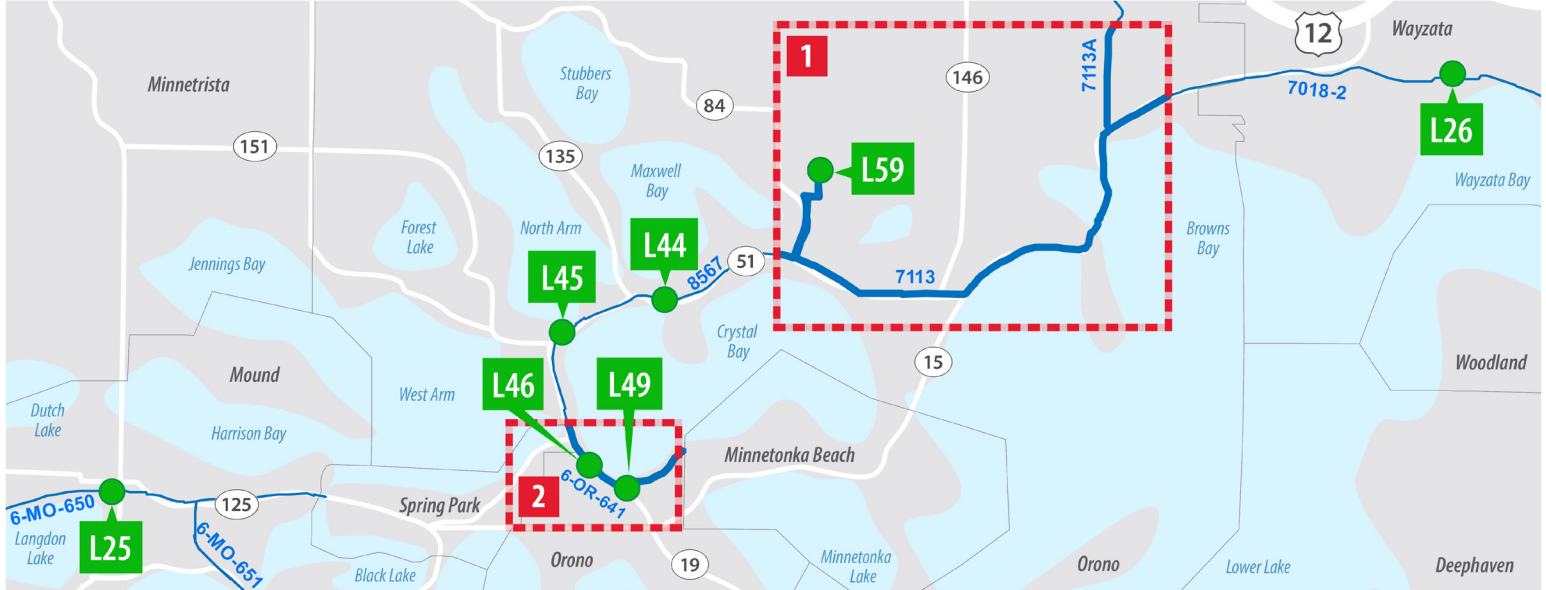 12
Wayzata
1
7113A
146
7018-2
L26
Stubbers
Bay
Minnetrista
84
151
135
Maxwell
Bay
L59
Wayzata Bay
Forest
Lake
North Arm
L44
Browns
Bay
Jennings Bay
L45
8567
51
7113
Crystal
Bay
15
Woodland
Mound
West Arm
L46
L49
Dutch
Lake
Harrison Bay
Minnetonka Beach
2
6-OR-641
Spring Park
125
6-MO-650
Langdon
Lake
L25
6-MO-651
Black Lake
Orono
19
Minnetonka
Lake
Orono
Lower Lake
Deephaven